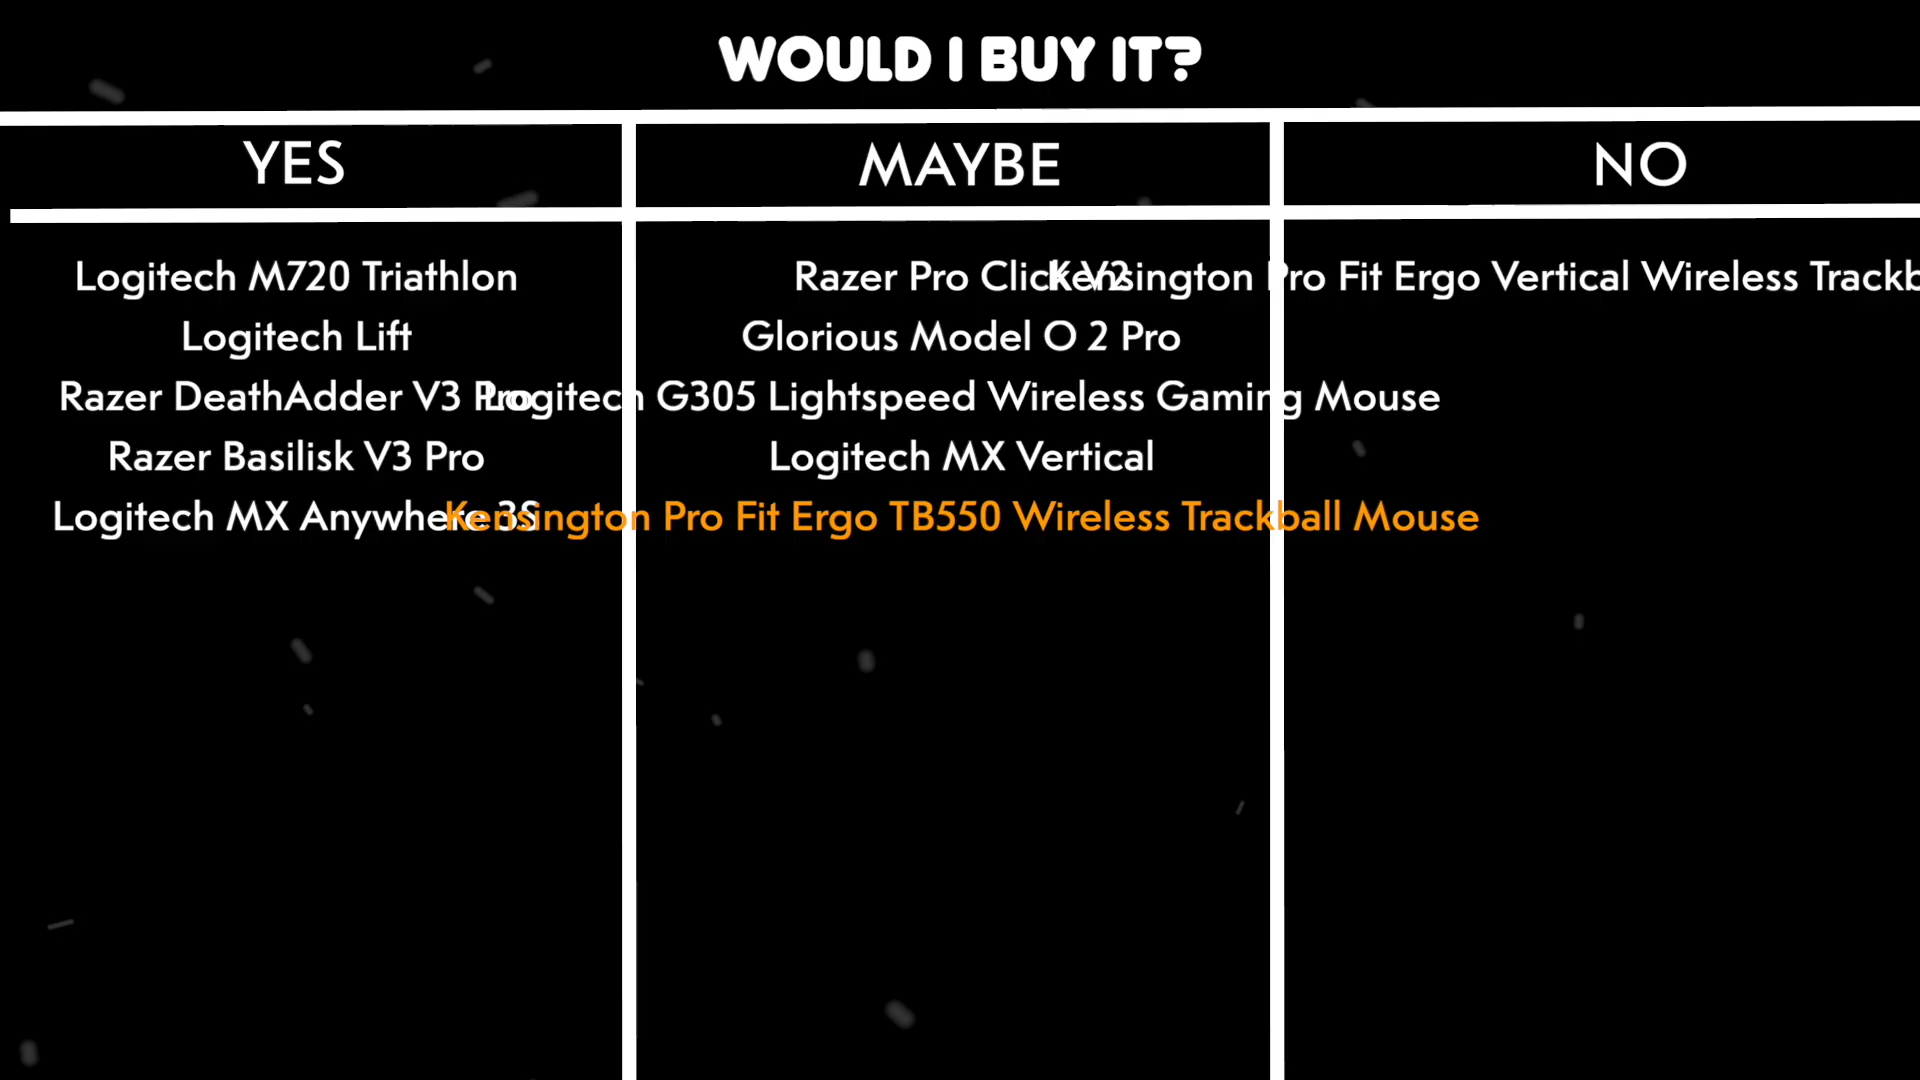 WOULD I BUY IT?
YES
MAYBE
NO
Logitech M720 Triathlon
Logitech Lift
Razer DeathAdder V3 Pro
Razer Basilisk V3 Pro
Logitech MX Anywhere 3S
Razer Pro Click V2
Glorious Model O 2 Pro
Logitech G305 Lightspeed Wireless Gaming Mouse
Logitech MX Vertical
Kensington Pro Fit Ergo TB550 Wireless Trackball Mouse
Kensington Pro Fit Ergo Vertical Wireless Trackb